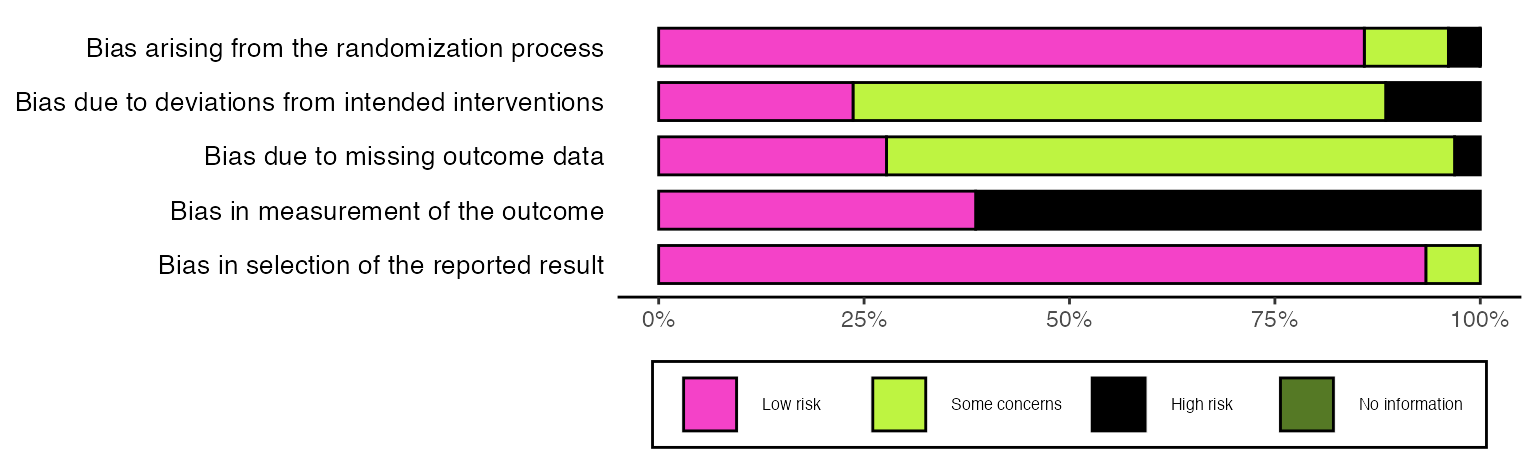 Bias arising from the randomization process
Bias due to deviations from intended interventions
Bias due to missing outcome data
Bias in measurement of the outcome
Bias in selection of the reported result
0% 25% 50% 75% 100%
Low risk Some concerns High risk No information